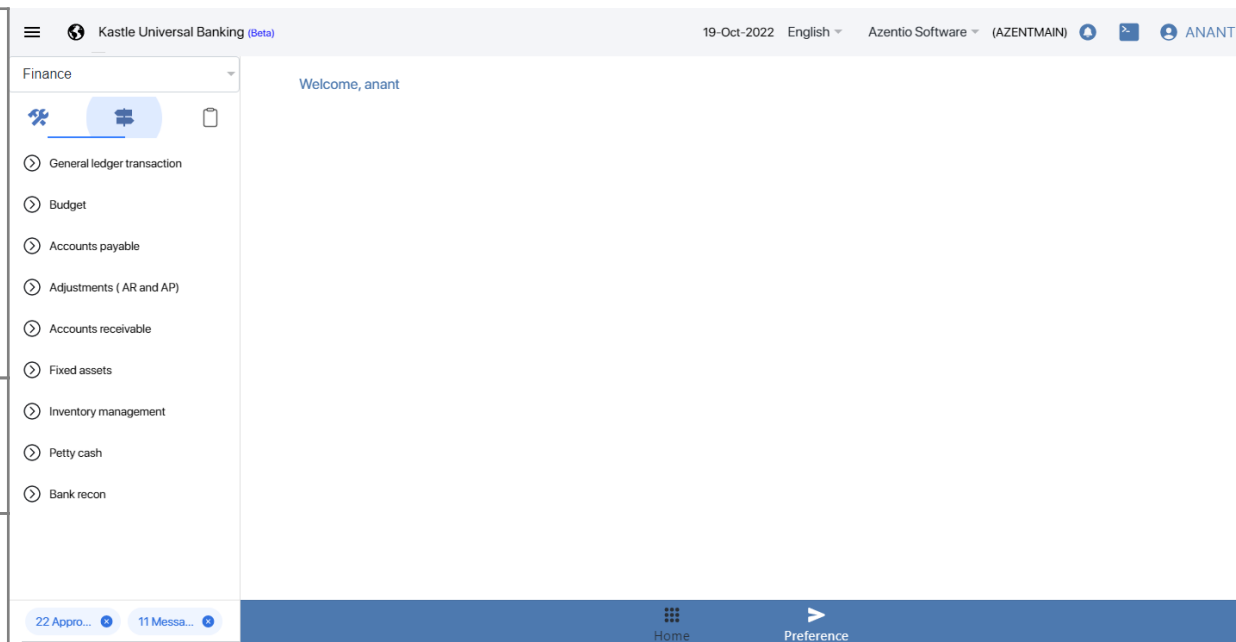 Kastle Universal Banking (Beta) 19-Oct-2022 English Azentio Software (AZENTMAIN) ANANT
Finance
Welcome, anant
General ledger transaction
Budget
Accounts payable
Adjustments ( AR and AP)
Accounts receivable
Fixed assets
Inventory management
Petty cash
Bank recon
22 Appro... 11 Messa...
Home Preference